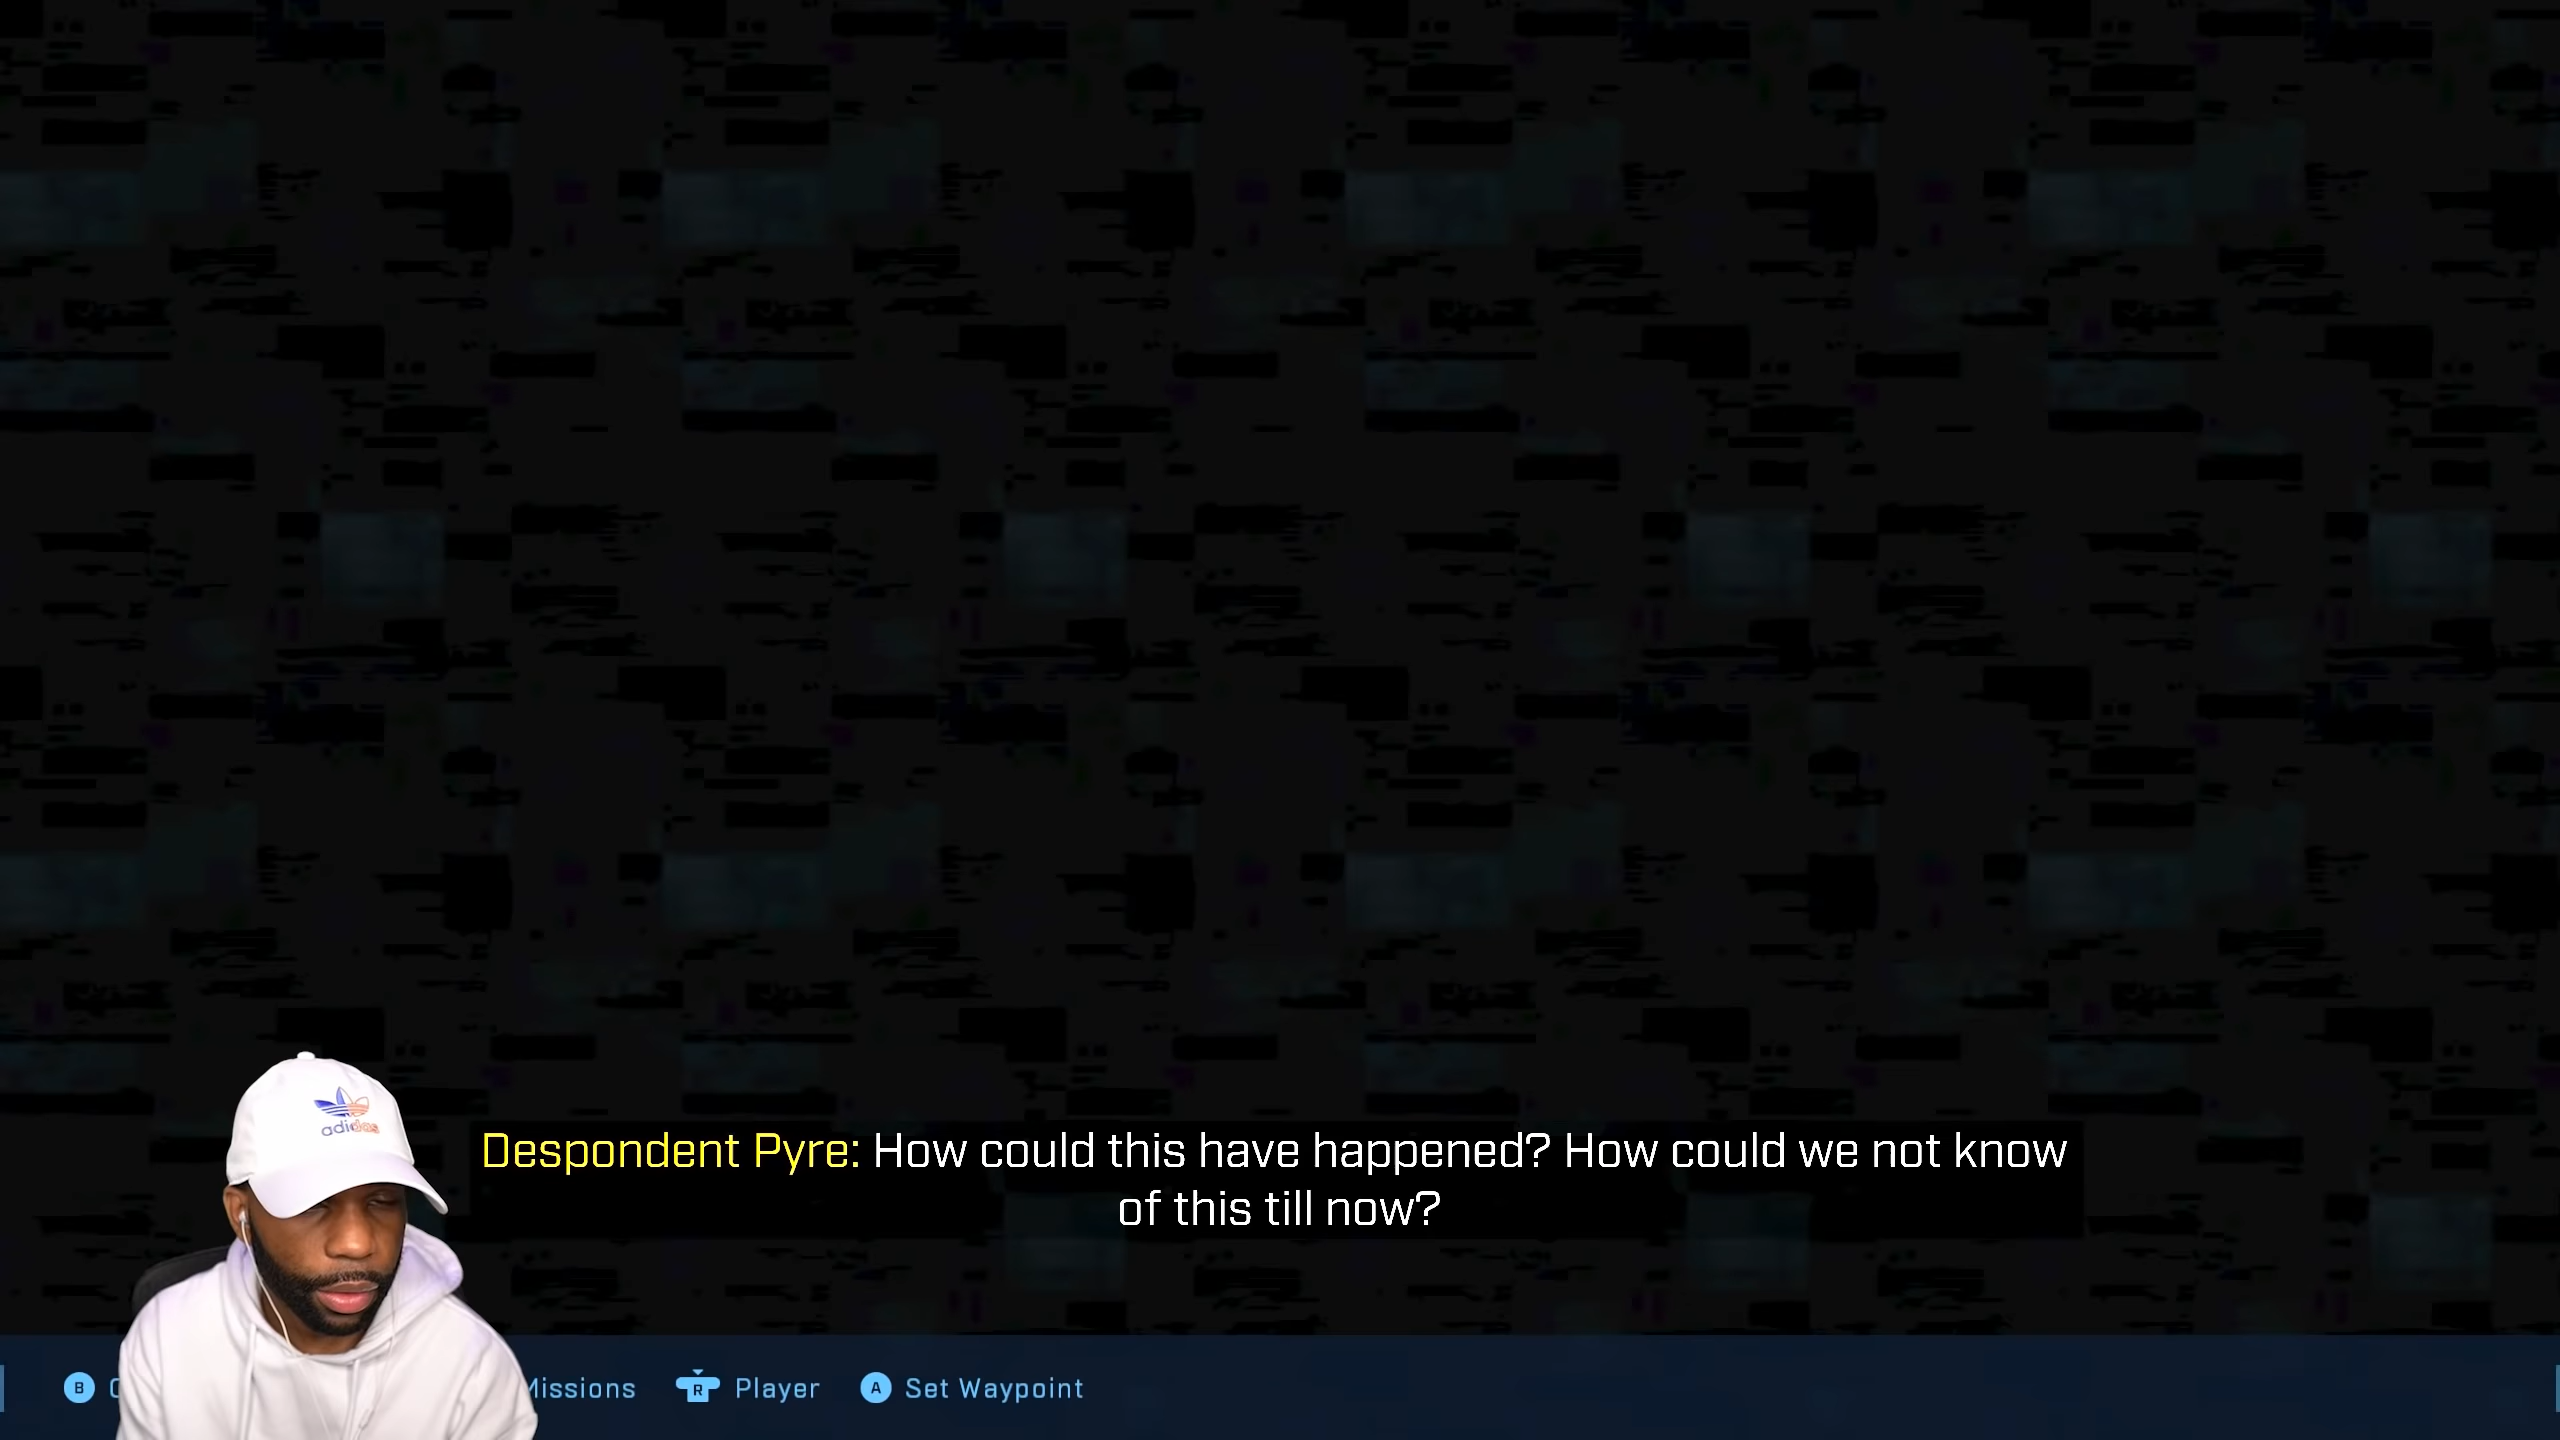 adidas
Despondent Pyre: How could this have happened? How could we not know
of this till now?
B
Missions R Player A Set Waypoint